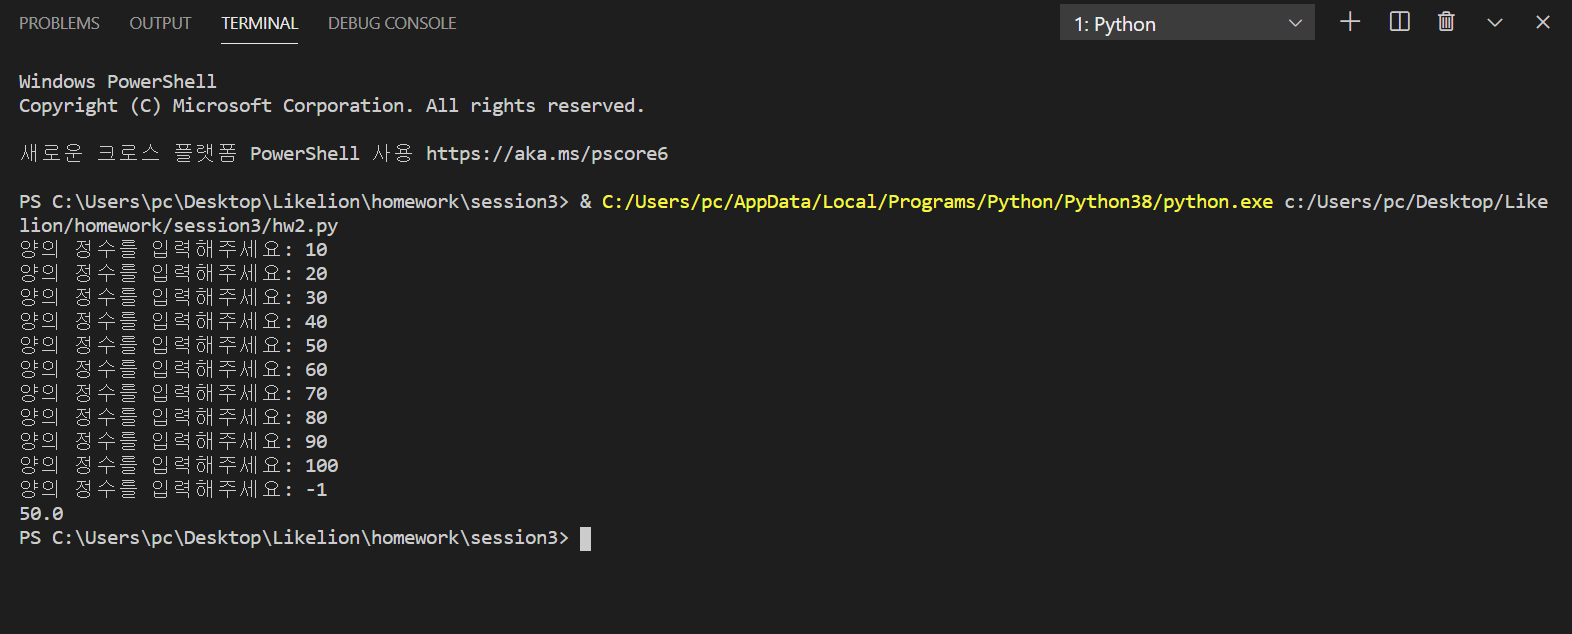 PROBLEMS OUTPUT TERMINAL DEBUG CONSOLE 1: Python
Windows PowerShell
Copyright (C) Microsoft Corporation. All rights reserved.
새로운 크로스 플랫폼 PowerShell 사용 https://aka.ms/pscore6
PS C:\Users\pc\Desktop\Likelion\homework\session3> & C:/Users/pc/AppData/Local/Programs/Python/Python38/python.exe c:/Users/pc/Desktop/Like
lion/homework/session3/hw2.py
양의 정수를 입력해주세요: 10
양의 정수를 입력해주세요: 20
양의 정수를 입력해주세요: 30
양의 정수를 입력해주세요: 40
양의 정수를 입력해주세요: 50
양의 정수를 입력해주세요: 60
양의 정수를 입력해주세요: 70
양의 정수를 입력해주세요: 80
양의 정수를 입력해주세요: 90
양의 정수를 입력해주세요: 100
양의 정수를 입력해주세요: -1
50.0
PS C:\Users\pc\Desktop\Likelion\homework\session3>